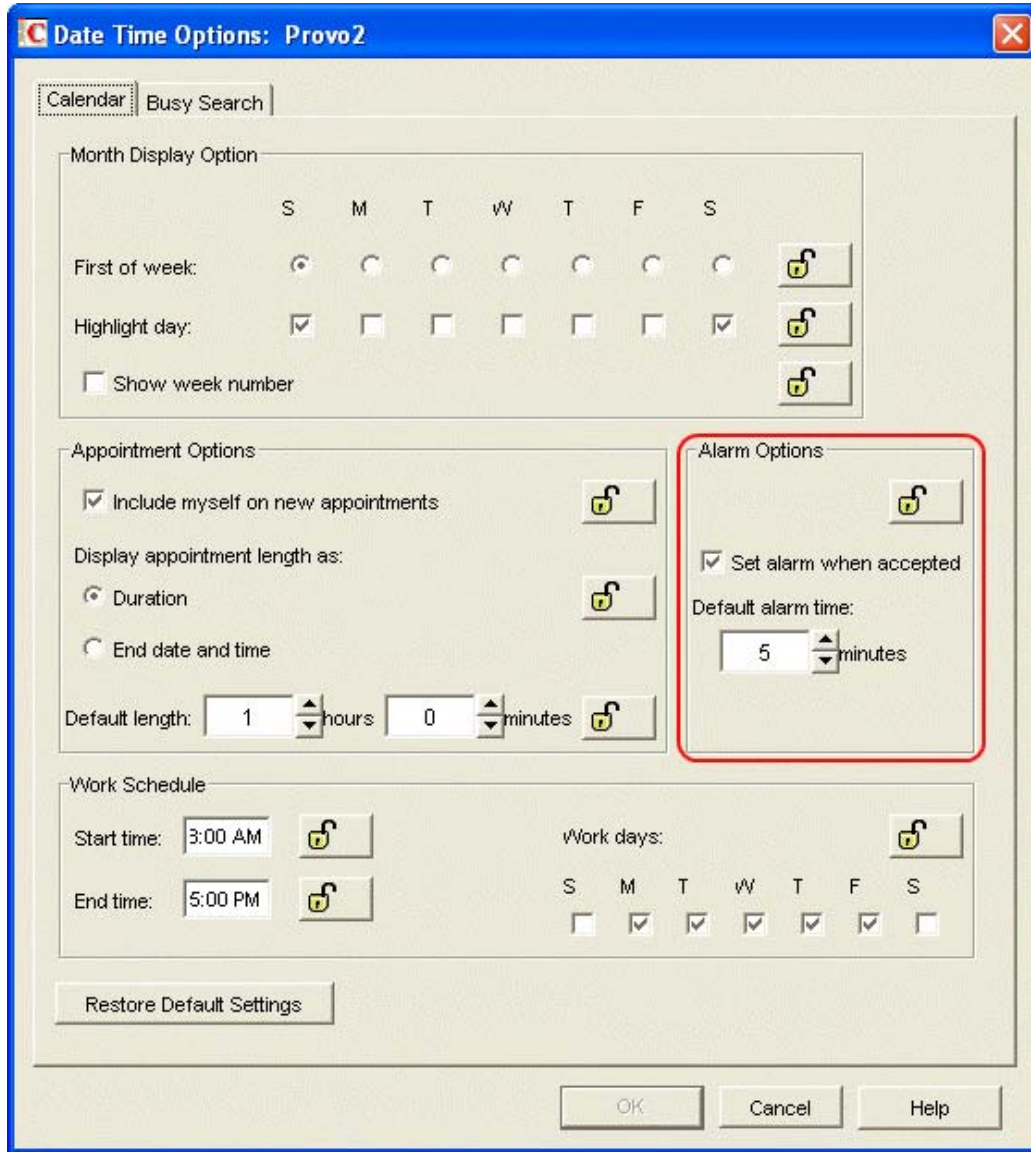 Date Time Options: Provo2
Calendar
Busy Search
Month Display Option
S M T W T F S
First of week:
Highlight day:
Show week number
Appointment Options
Include myself on new appointments
Display appointment length as:
Duration
End date and time
Default length: 1 hours 0 minutes
Alarm Options
Set alarm when accepted
Default alarm time:
5 minutes
Work Schedule
Start time: :00 AM
End time: 5:00 PM
Work days:
S M T W T F S
Restore Default Settings
OK Cancel Help